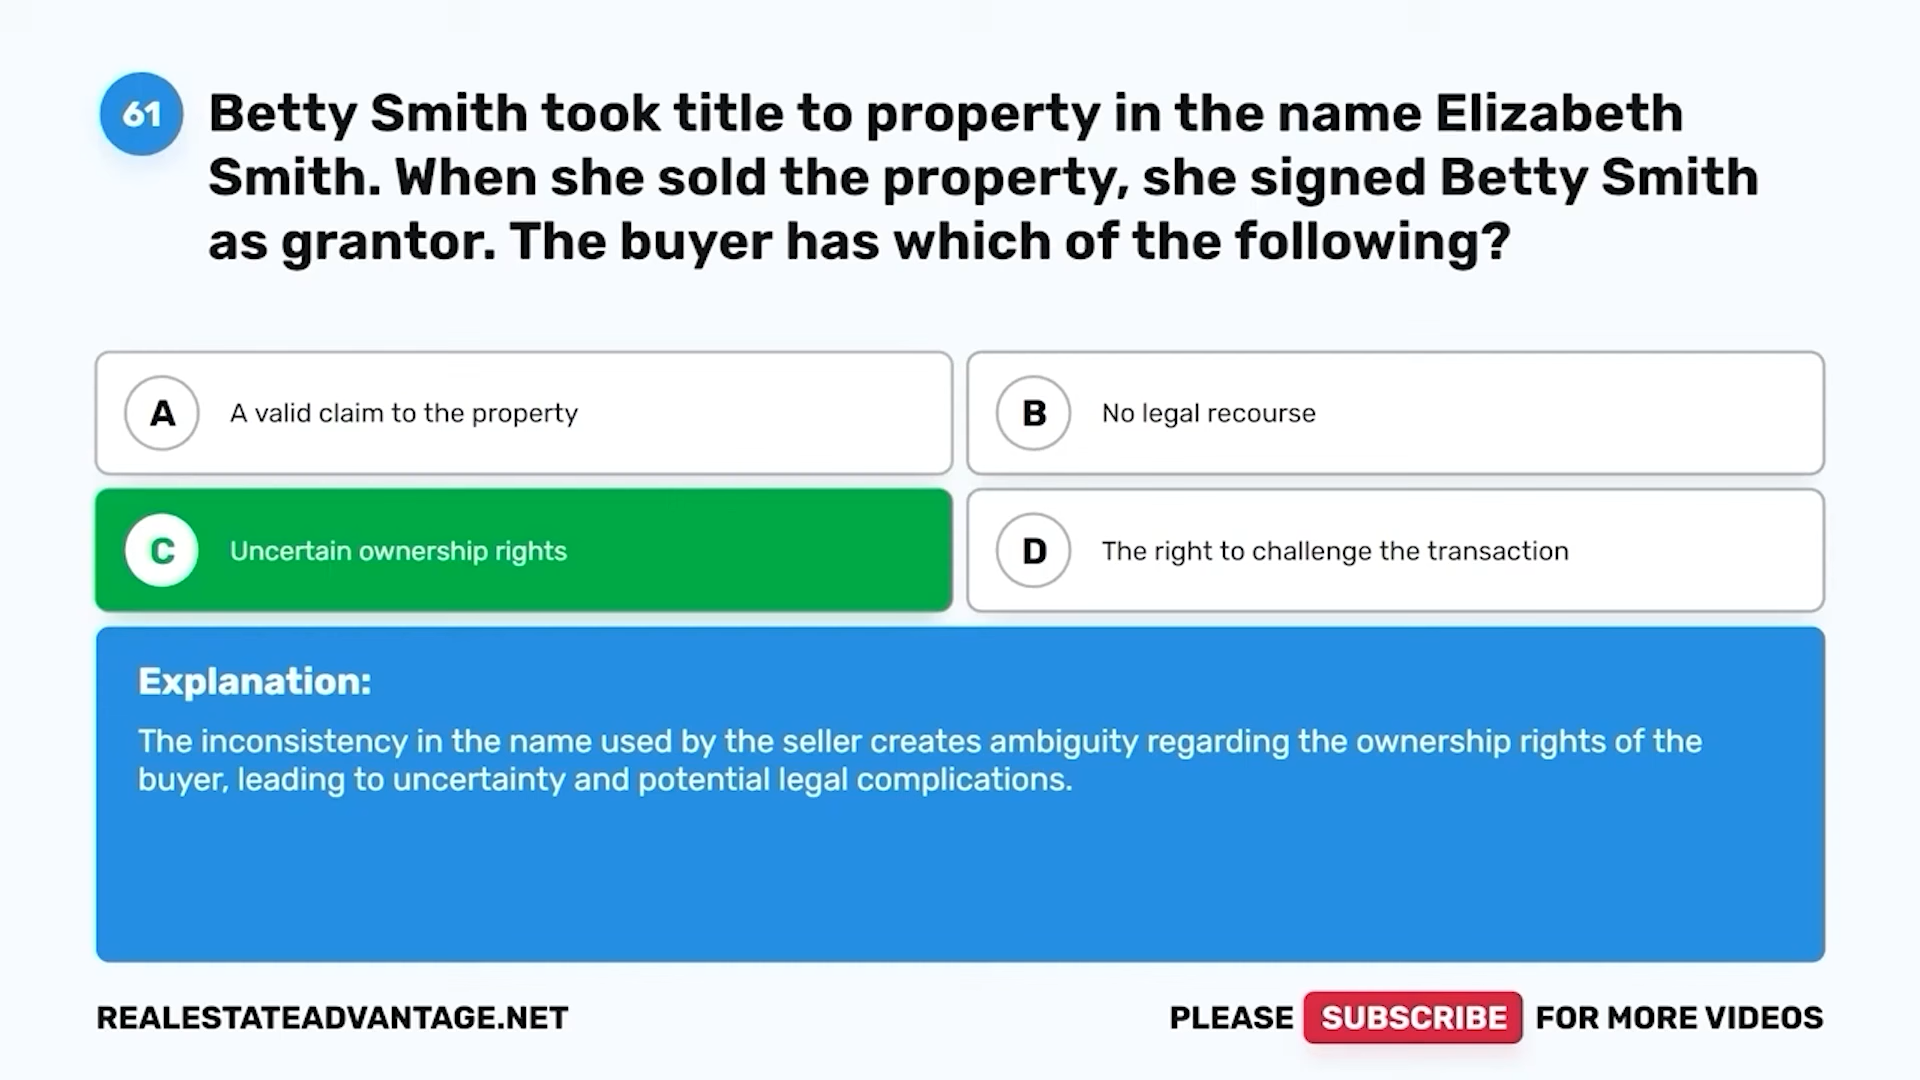 61
Betty Smith took title to property in the name Elizabeth
Smith. When she sold the property, she signed Betty Smith
as grantor. The buyer has which of the following?
A A valid claim to the property
B No legal recourse
C Uncertain ownership rights
D The right to challenge the transaction
Explanation:
The inconsistency in the name used by the seller creates ambiguity regarding the ownership rights of the
buyer, leading to uncertainty and potential legal complications.
REALESTATEADVANTAGE.NET
PLEASE SUBSCRIBE FOR MORE VIDEOS